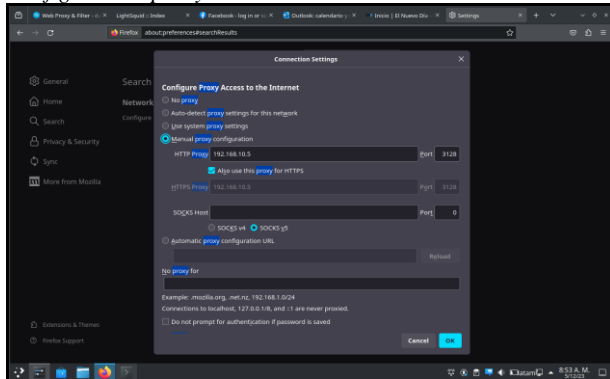 Web Proxy & Filter - d
LightSquid :: Index
Facebook - log in or si
Outlook: calendario y
Inicio | El Nuevo Día
Settings
Firefox about:preferences#searchResults
General
Home
Search
Privacy & Security
Sync
More from Mozilla
Extensions & Themes
Firefox Support
Search
Network
Configure
Connection Settings
Configure Proxy Access to the Internet
No proxy
Auto-detect proxy settings for this network
Use system proxy settings
Manual proxy configuration
HTTP Proxy 192.168.10.5 Port 3128
Also use this proxy for HTTPS
HTTPS Proxy 192.168.10.5 Port 3128
SOCKS Host Port 0
SOCKS v4 SOCKS v5
Automatic proxy configuration URL
Reload
No proxy for
Example: .mozilla.org, .net.nz, 192.168.1.0/24
Connections to localhost, 127.0.0.1/8, and ::1 are never proxied.
Do not prompt for authentication if password is saved
Cancel OK
8:53 A. M.
5/12/23